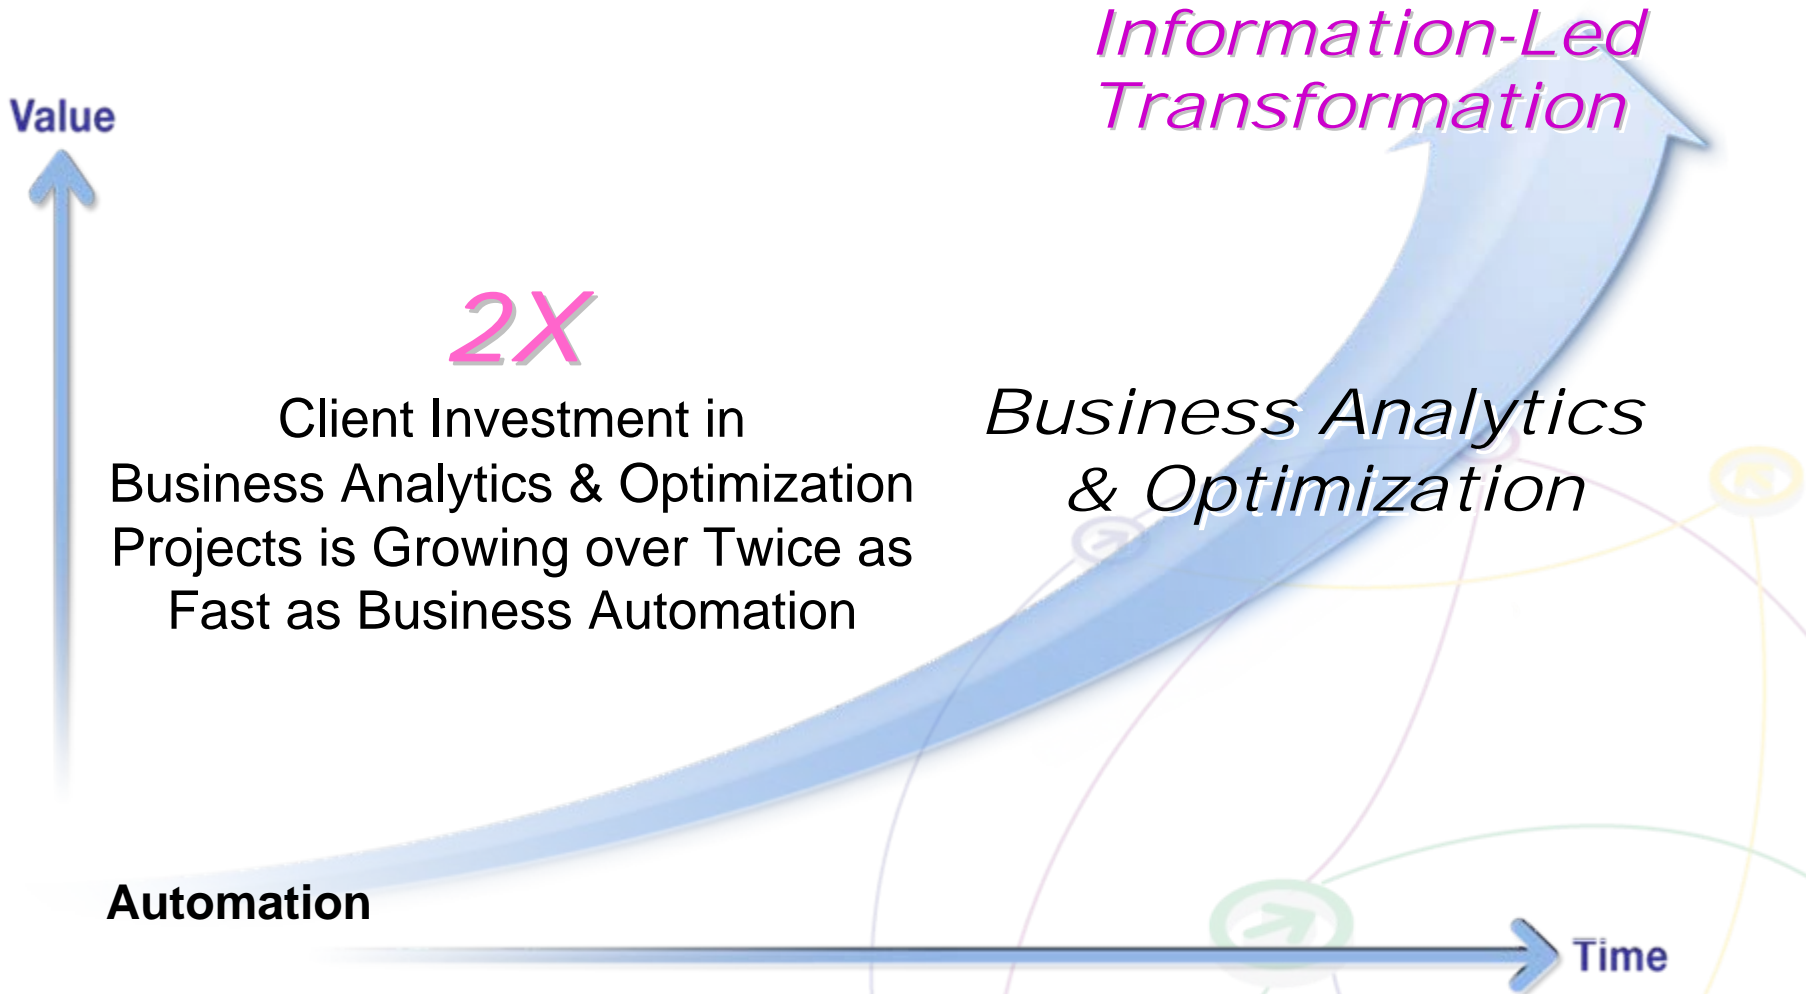 Information-Led
Transformation
Value
2X
Client Investment in
Business Analytics & Optimization
Projects is Growing over Twice as
Fast as Business Automation
Business Analytics
& Optimization
Automation
Time